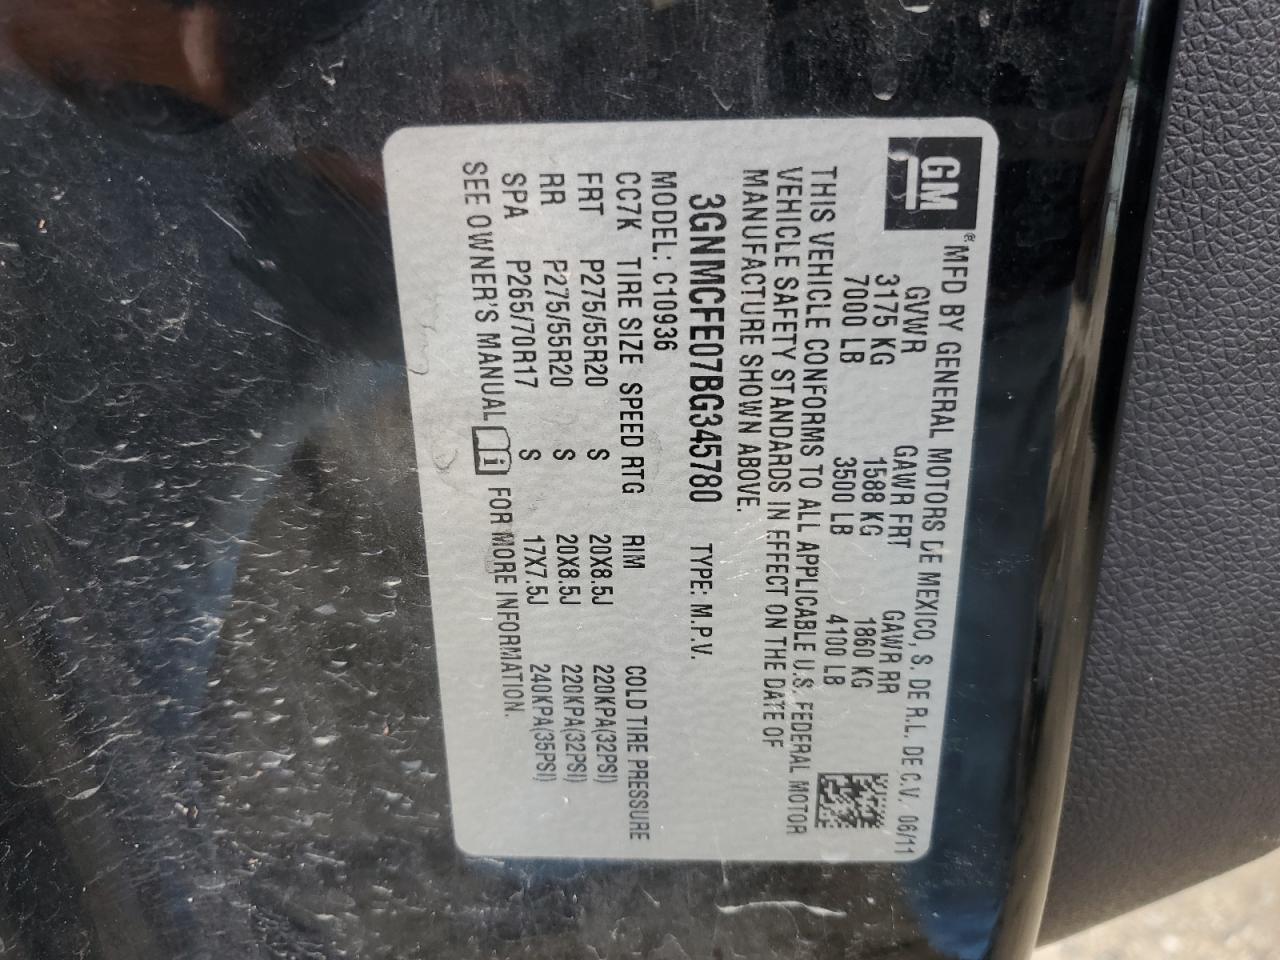 GM
® MFD BY GENERAL MOTORS DE MEXICO, S. DE R.L. DE C.V. 06/11
GVWR GAWR FRT GAWR RR
3175 KG 1588 KG 1860 KG
7000 LB 3500 LB 4100 LB
THIS VEHICLE CONFORMS TO ALL APPLICABLE U.S. FEDERAL MOTOR
VEHICLE SAFETY STANDARDS IN EFFECT ON THE DATE OF
MANUFACTURE SHOWN ABOVE.
3GNMCFE07BG345780 TYPE: M.P.V.
MODEL: C10936
CC7K TIRE SIZE SPEED RTG RIM COLD TIRE PRESSURE
FRT P275/55R20 S 20X8.5J 220KPA(32PSI)
RR P275/55R20 S 20X8.5J 220KPA(32PSI)
SPA P265/70R17 S 17X7.5J 240KPA(35PSI)
SEE OWNER'S MANUAL i FOR MORE INFORMATION.